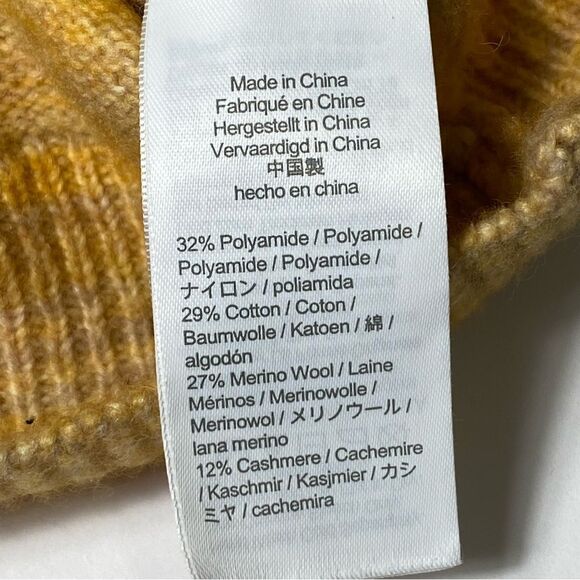 Made in China
Fabriqué en Chine
Hergestellt in China
Vervaardigd in China
中国製
hecho en china
32% Polyamide / Polyamide /
Polyamide / Polyamide /
ナイロン / poliamida
29% Cotton / Coton /
Baumwolle / Katoen / 綿 /
algodón
27% Merino Wool / Laine
Mérinos / Merinowolle /
Merinowol / メリノウール /
lana merino
12% Cashmere / Cachemire
/ Kaschmir / Kasjmier / カシ
ミヤ / cachemira